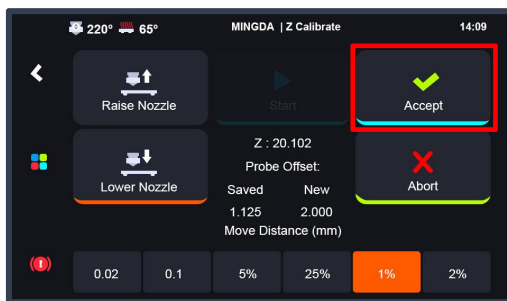 220° 65° MINGDA | Z Calibrate 14:09
Raise Nozzle Start Accept
Z : 20.102
Probe Offset:
Lower Nozzle Saved New Abort
1.125 2.000
Move Distance (mm)
0.02 0.1 5% 25% 1% 2%